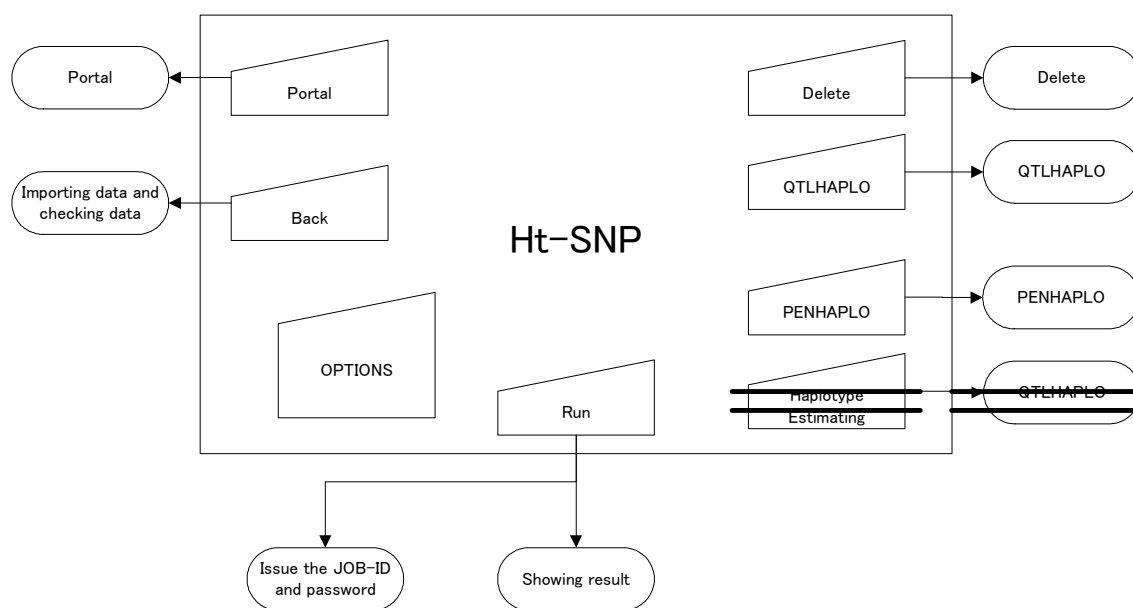 Portal
Portal
Delete
Delete
Importing data and
checking data
Back
QTLHAPLO
QTLHAPLO
Ht-SNP
PENHAPLO
PENHAPLO
OPTIONS
Run
Haplotype
Estimating
QTLHAPLO
Issue the JOB-ID
and password
Showing result